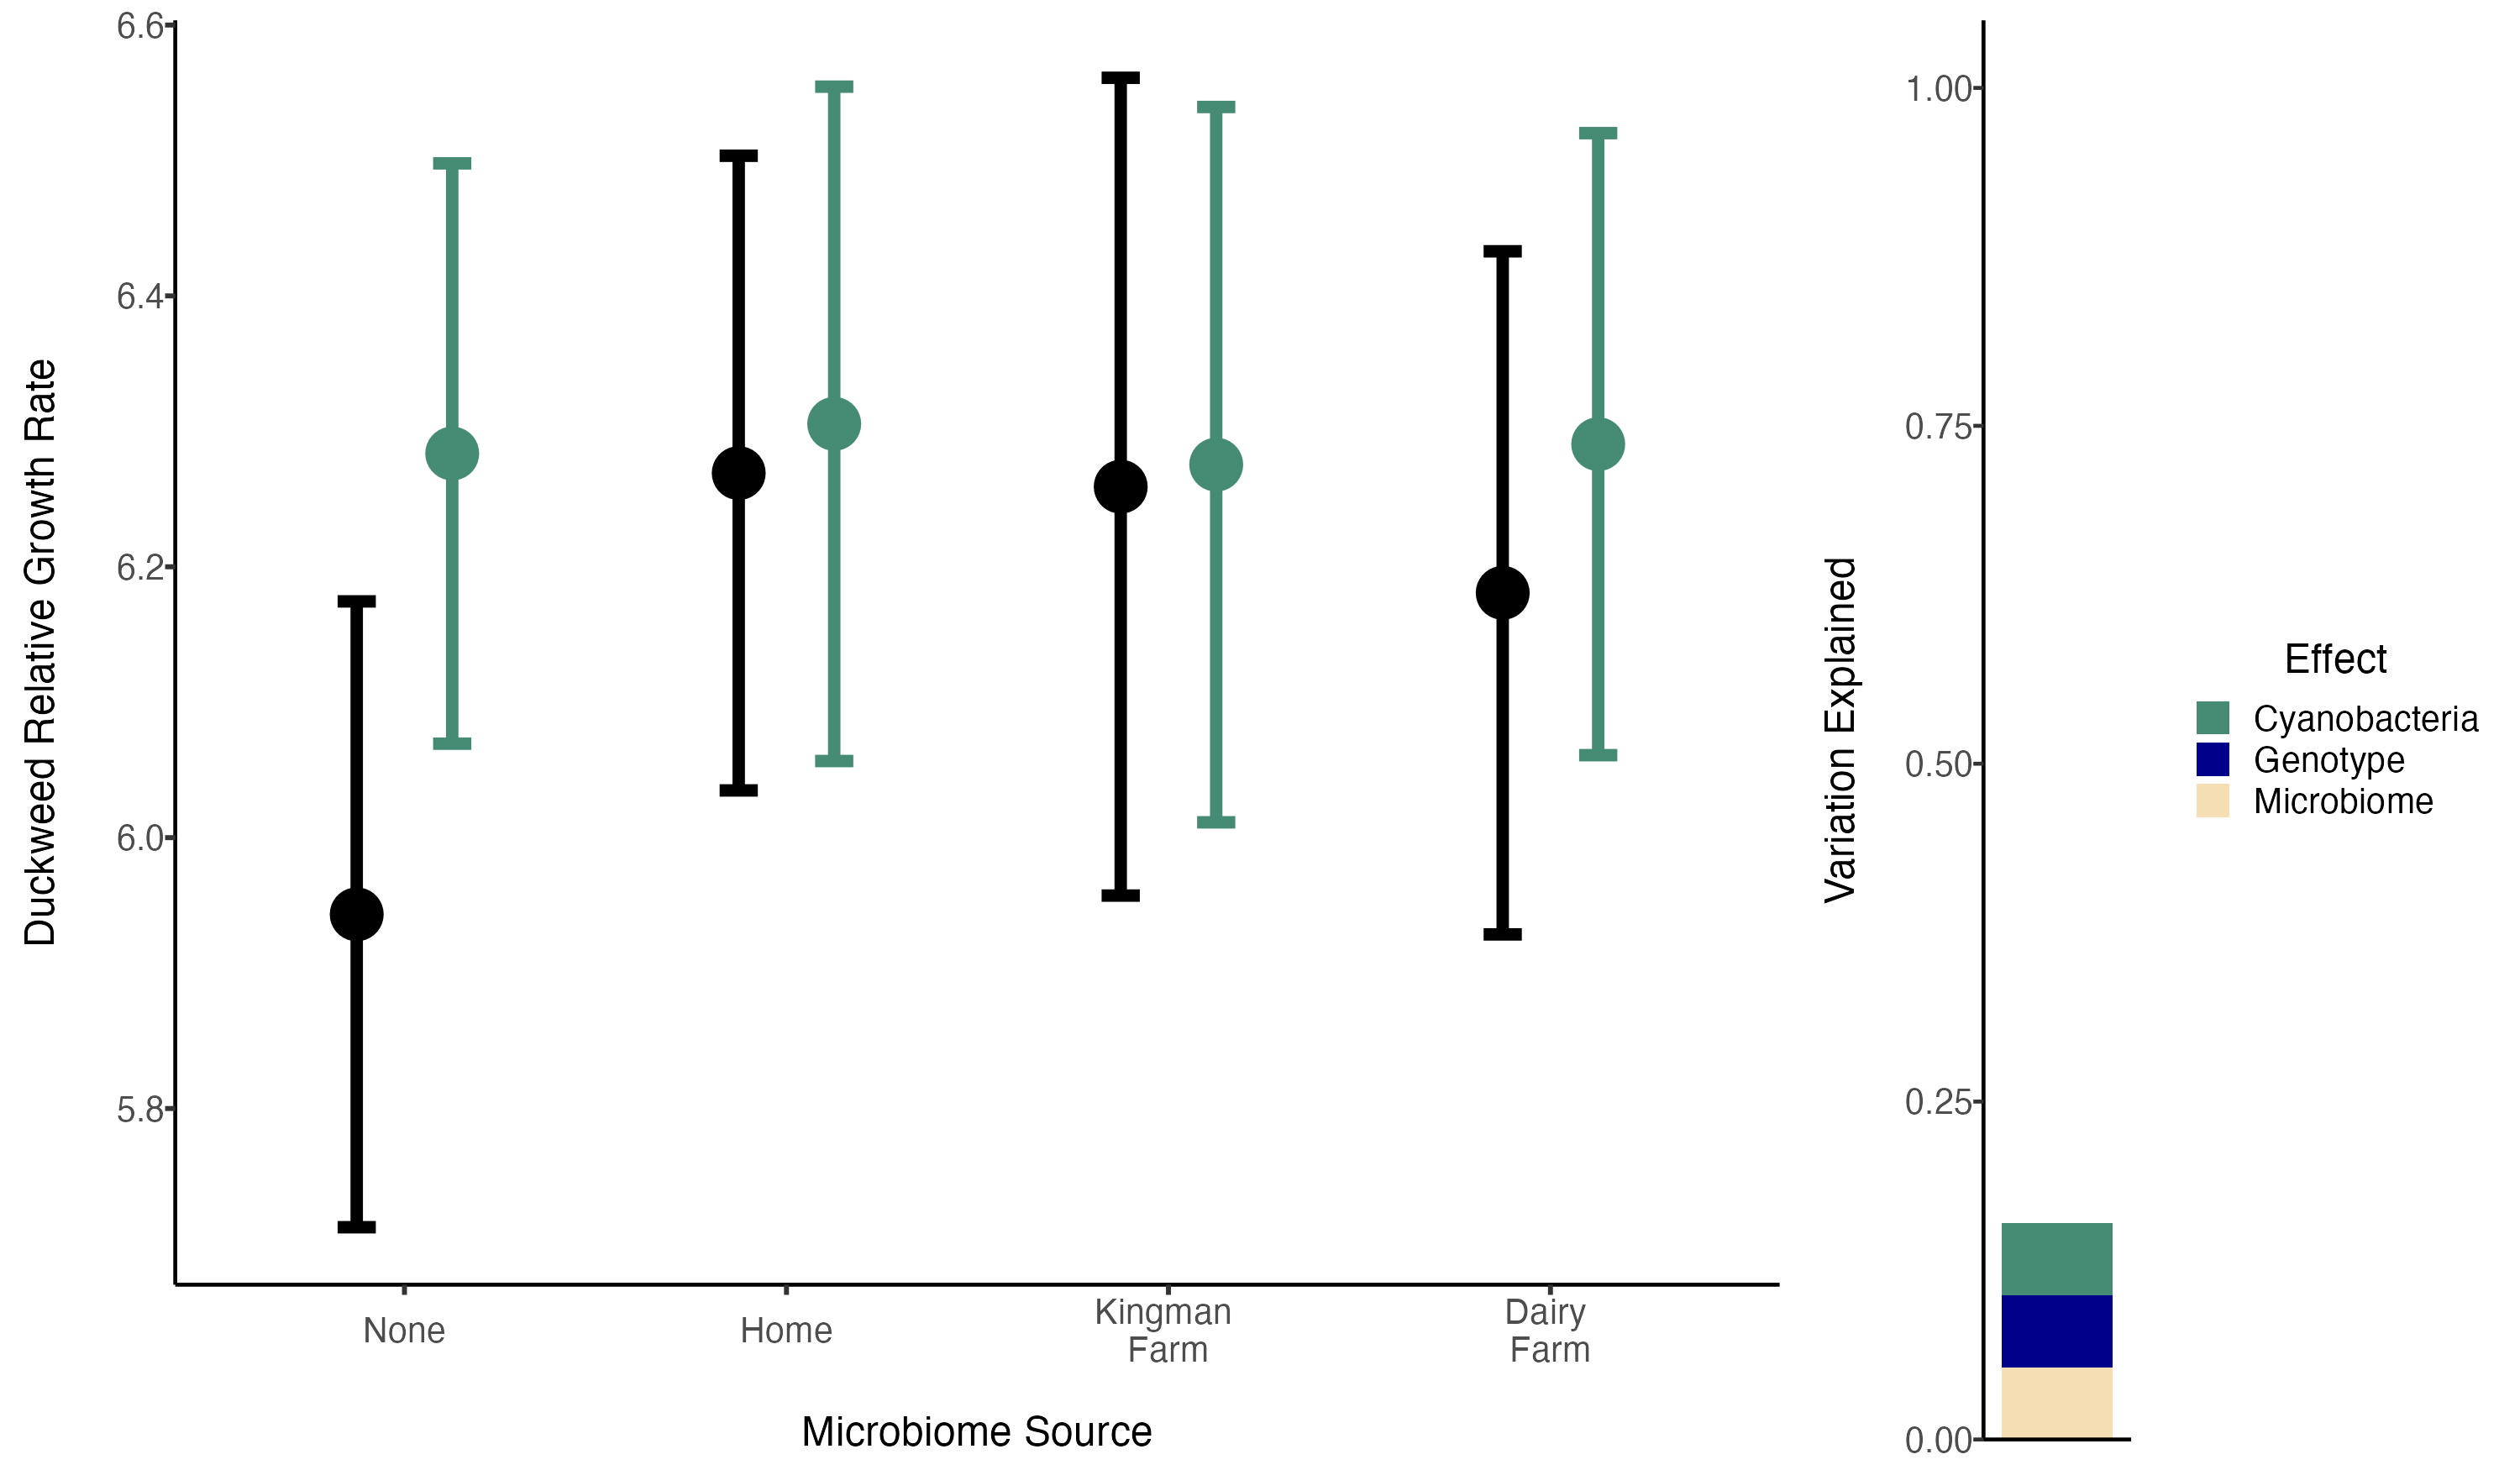 Duckweed Relative Growth Rate
6.6
6.4
6.2
6.0
5.8
None
Home
Kingman
Farm
Dairy
Farm
Microbiome Source
Variation Explained
1.00
0.75
0.50
0.25
0.00
Effect
Cyanobacteria
Genotype
Microbiome